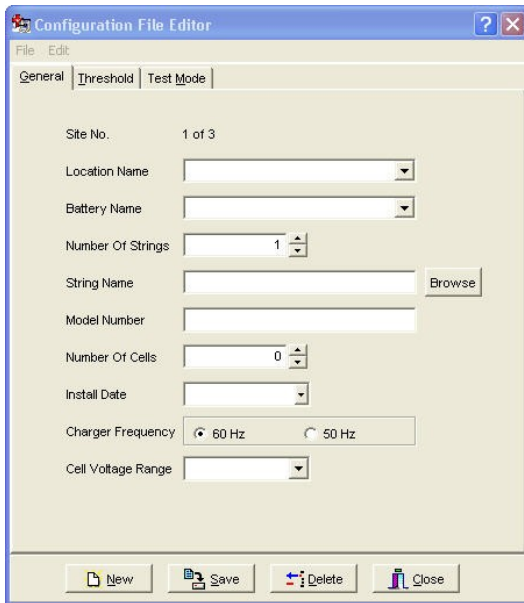 Configuration File Editor
File Edit
General Threshold Test Mode
Site No. 1 of 3
Location Name
Battery Name
Number Of Strings 1
String Name Browse
Model Number
Number Of Cells 0
Install Date
Charger Frequency 60 Hz 50 Hz
Cell Voltage Range
New Save Delete Close